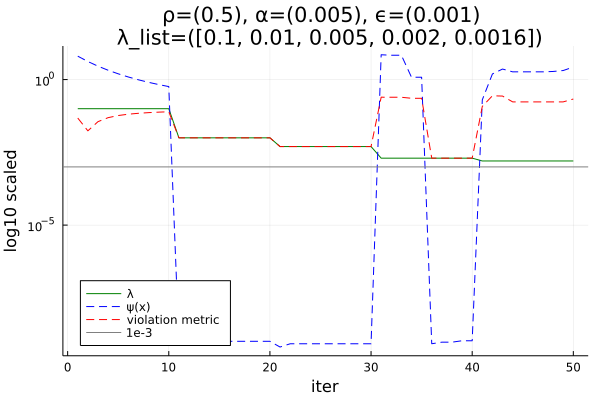 ρ=(0.5), α=(0.005), ϵ=(0.001)
λ_list=([0.1, 0.01, 0.005, 0.002, 0.0016])
log10 scaled
10⁰
10⁻⁵
λ
ψ(x)
violation metric
1e-3
0 10 20 30 40 50
iter